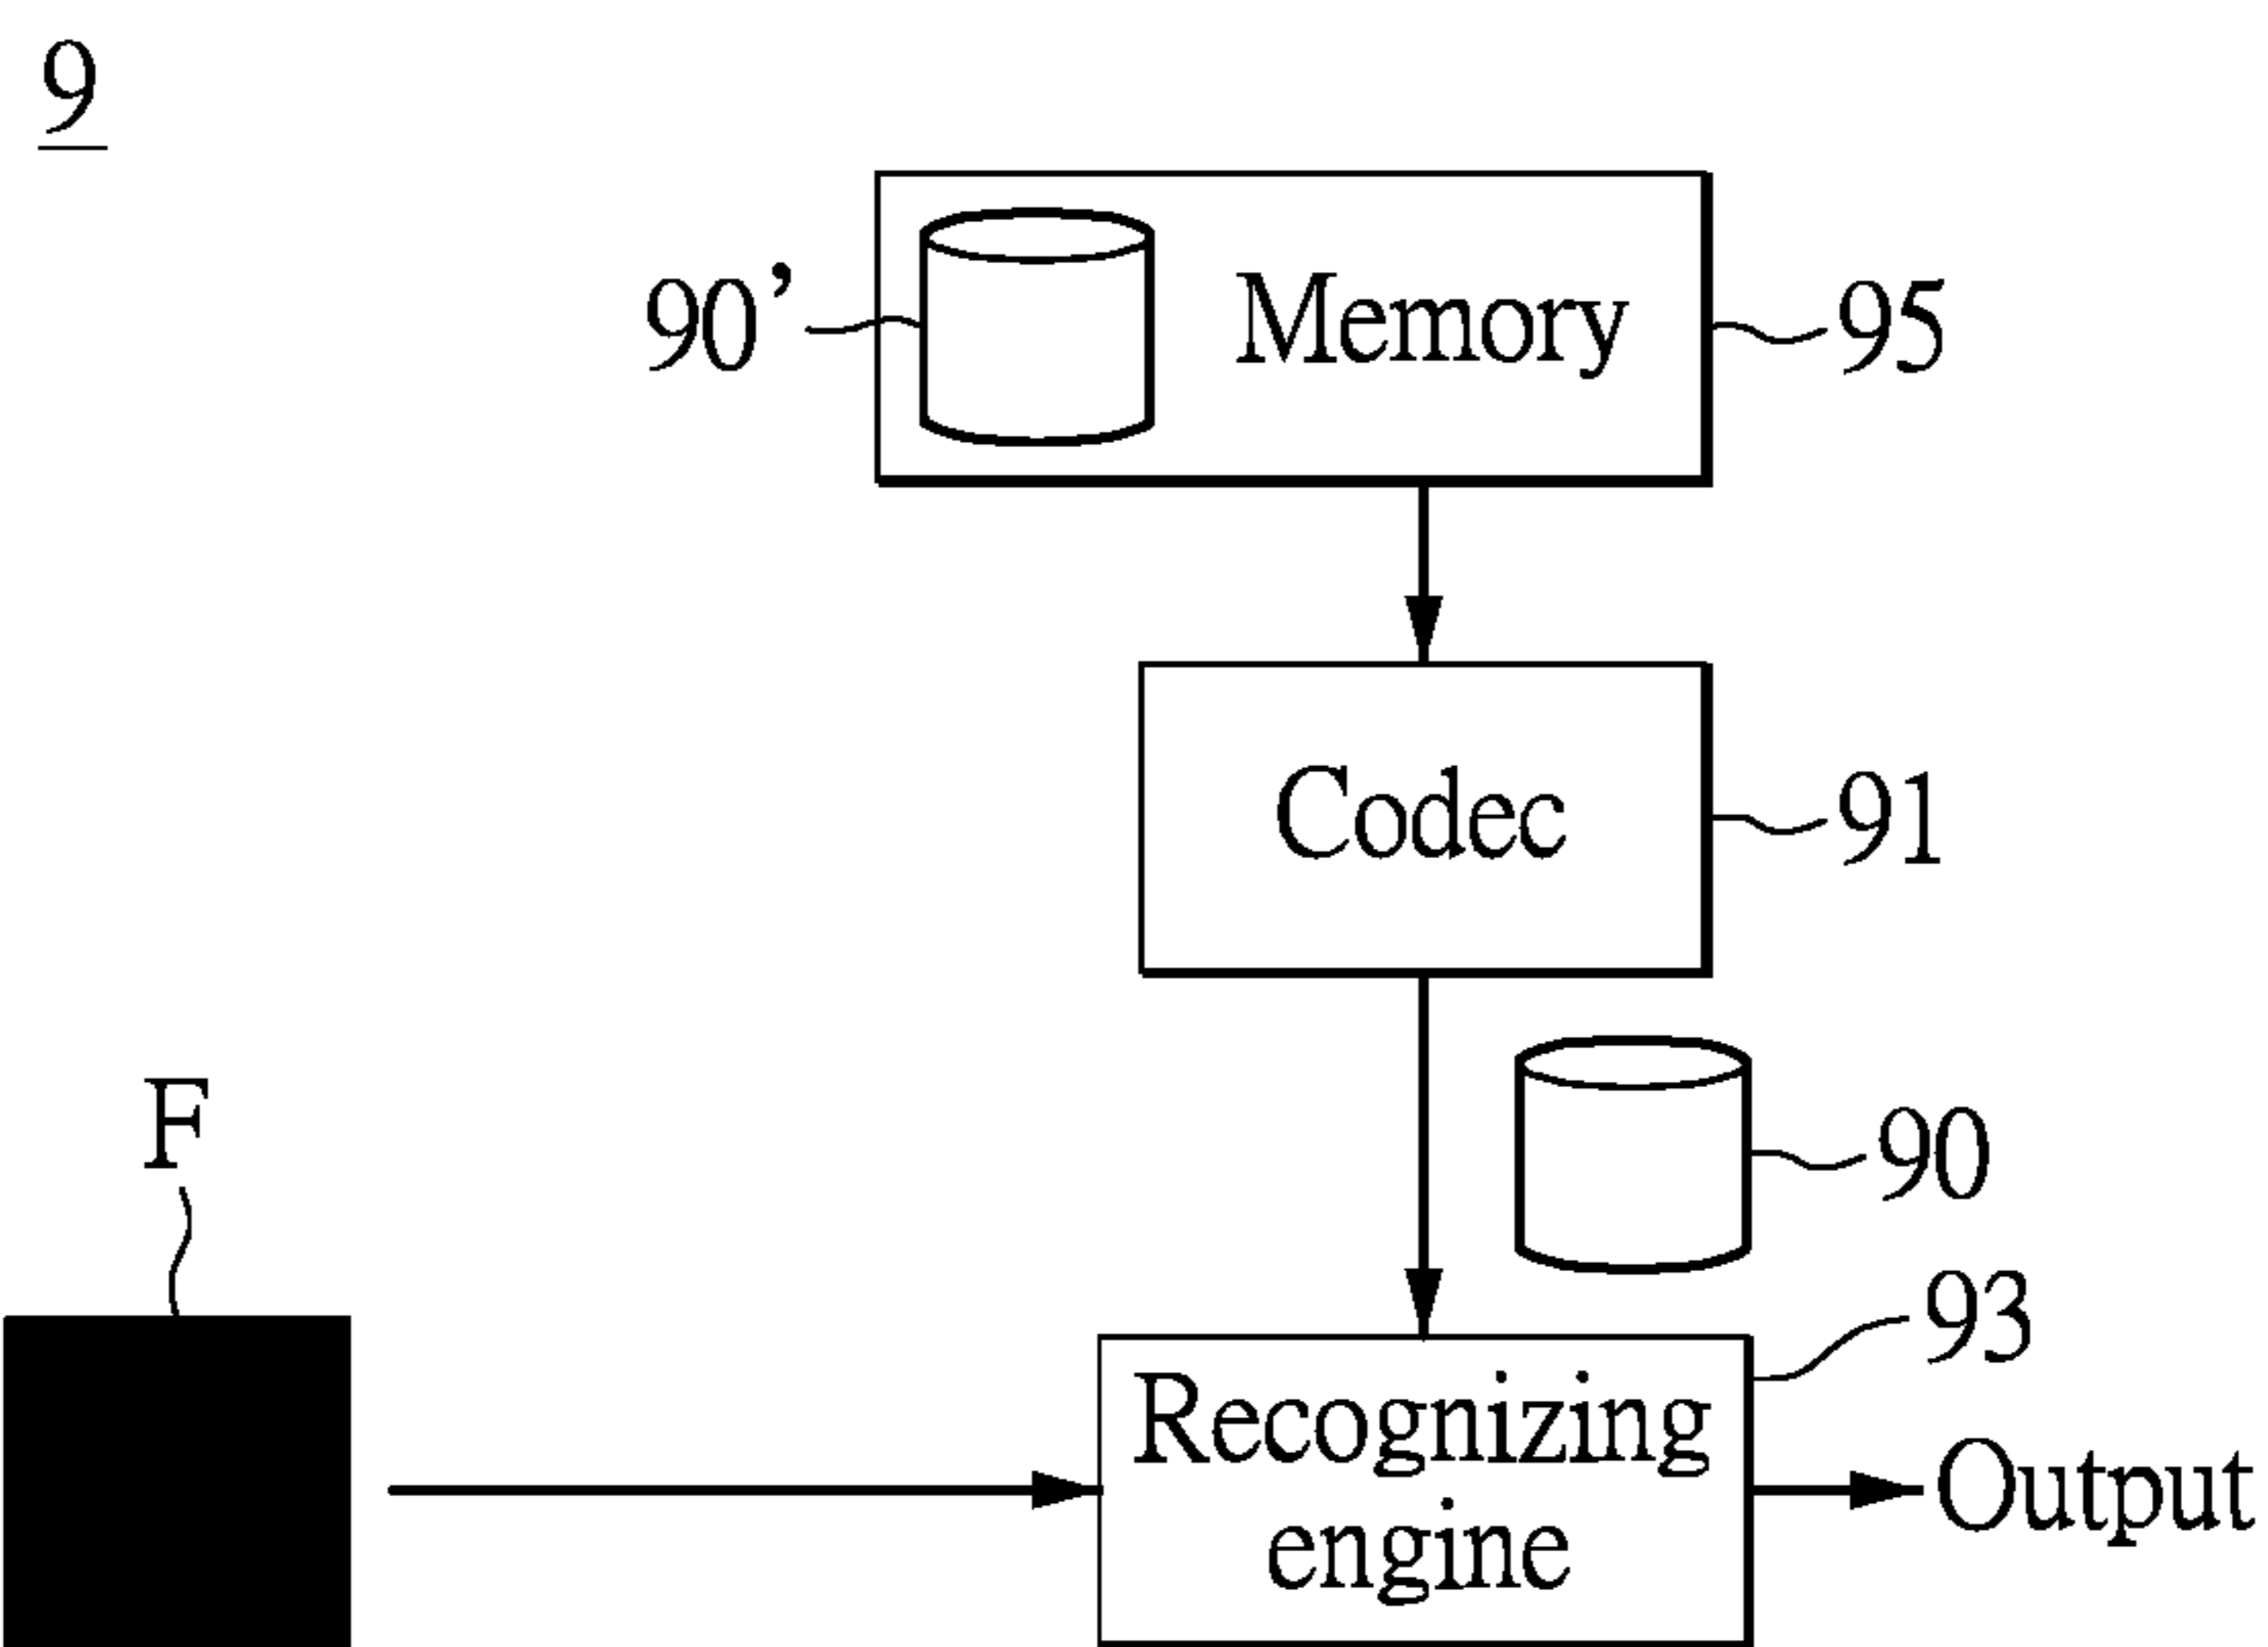 9
90’
Memory
95
Codec
91
90
F
93
Recognizing
engine
Output